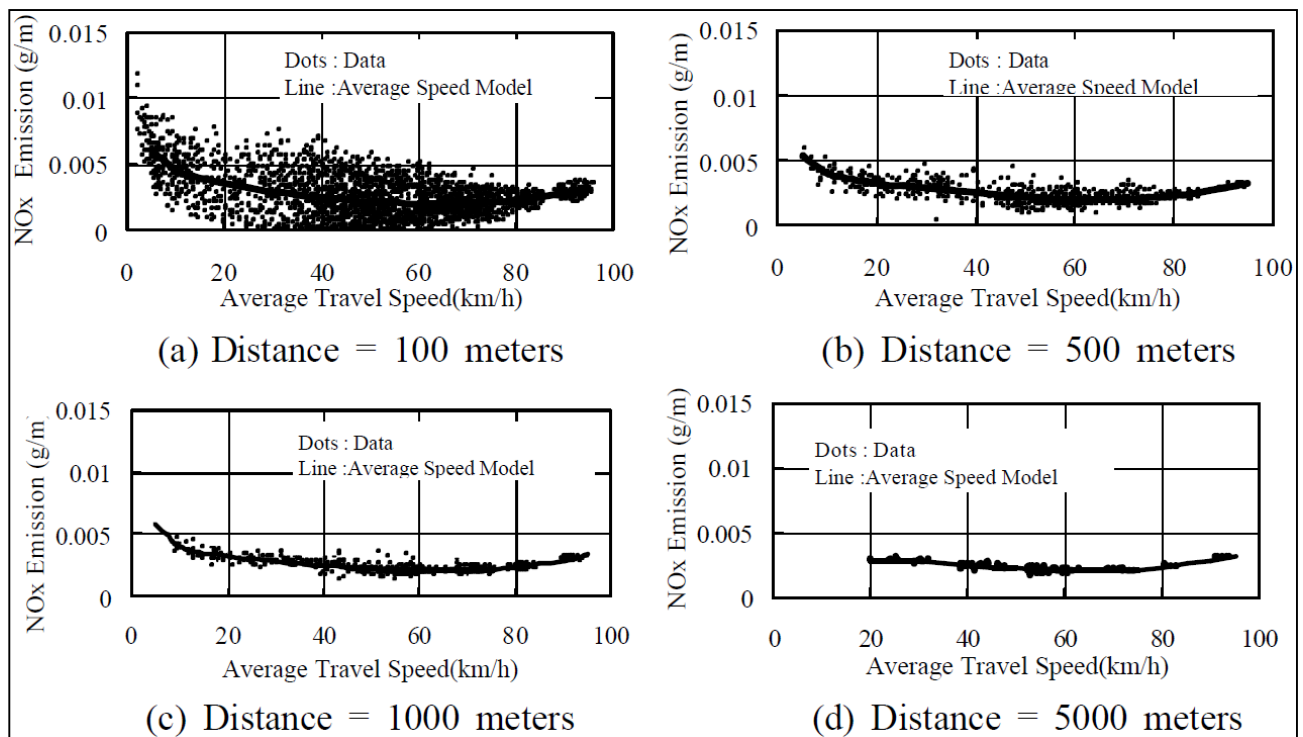 0.015
0.01
0.005
0
NOx Emission (g/m)
Dots : Data
Line :Average Speed Model
0 20 40 60 80 100
Average Travel Speed(km/h)
(a) Distance = 100 meters
0.015
0.01
0.005
0
NOx Emission (g/m)
Dots : Data
Line :Average Speed Model
0 20 40 60 80 100
Average Travel Speed(km/h)
(b) Distance = 500 meters
0.015
0.01
0.005
0
NOx Emission (g/m
Dots : Data
Line :Average Speed Model
0 20 40 60 80 100
Average Travel Speed(km/h)
(c) Distance = 1000 meters
0.015
0.01
0.005
0
NOx Emission (g/m)
Dots : Data
Line :Average Speed Model
0 20 40 60 80 100
Average Travel Speed(km/h)
(d) Distance = 5000 meters